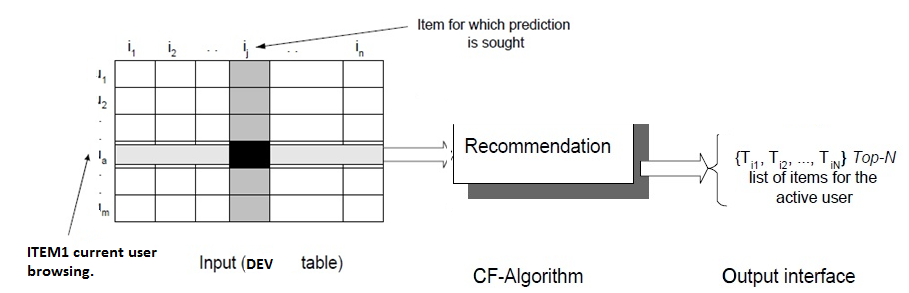 Item for which prediction
is sought
i1 i2 . . ij . . in
I1
I2
.
.
Ia
.
.
Im
Recommendation
{Ti1, Ti2, ..., TiN} Top-N
list of items for the
active user
ITEM1 current user
browsing.
Input (DEV table)
CF-Algorithm
Output interface